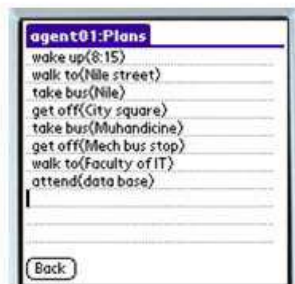 agent01:Plans
wake up(8:15)
walk to(Nile street)
take bus(Nile)
get off(City square)
take bus(Muhandicine)
get off(Mech bus stop)
walk to(Faculty of IT)
attend(data base)
Back